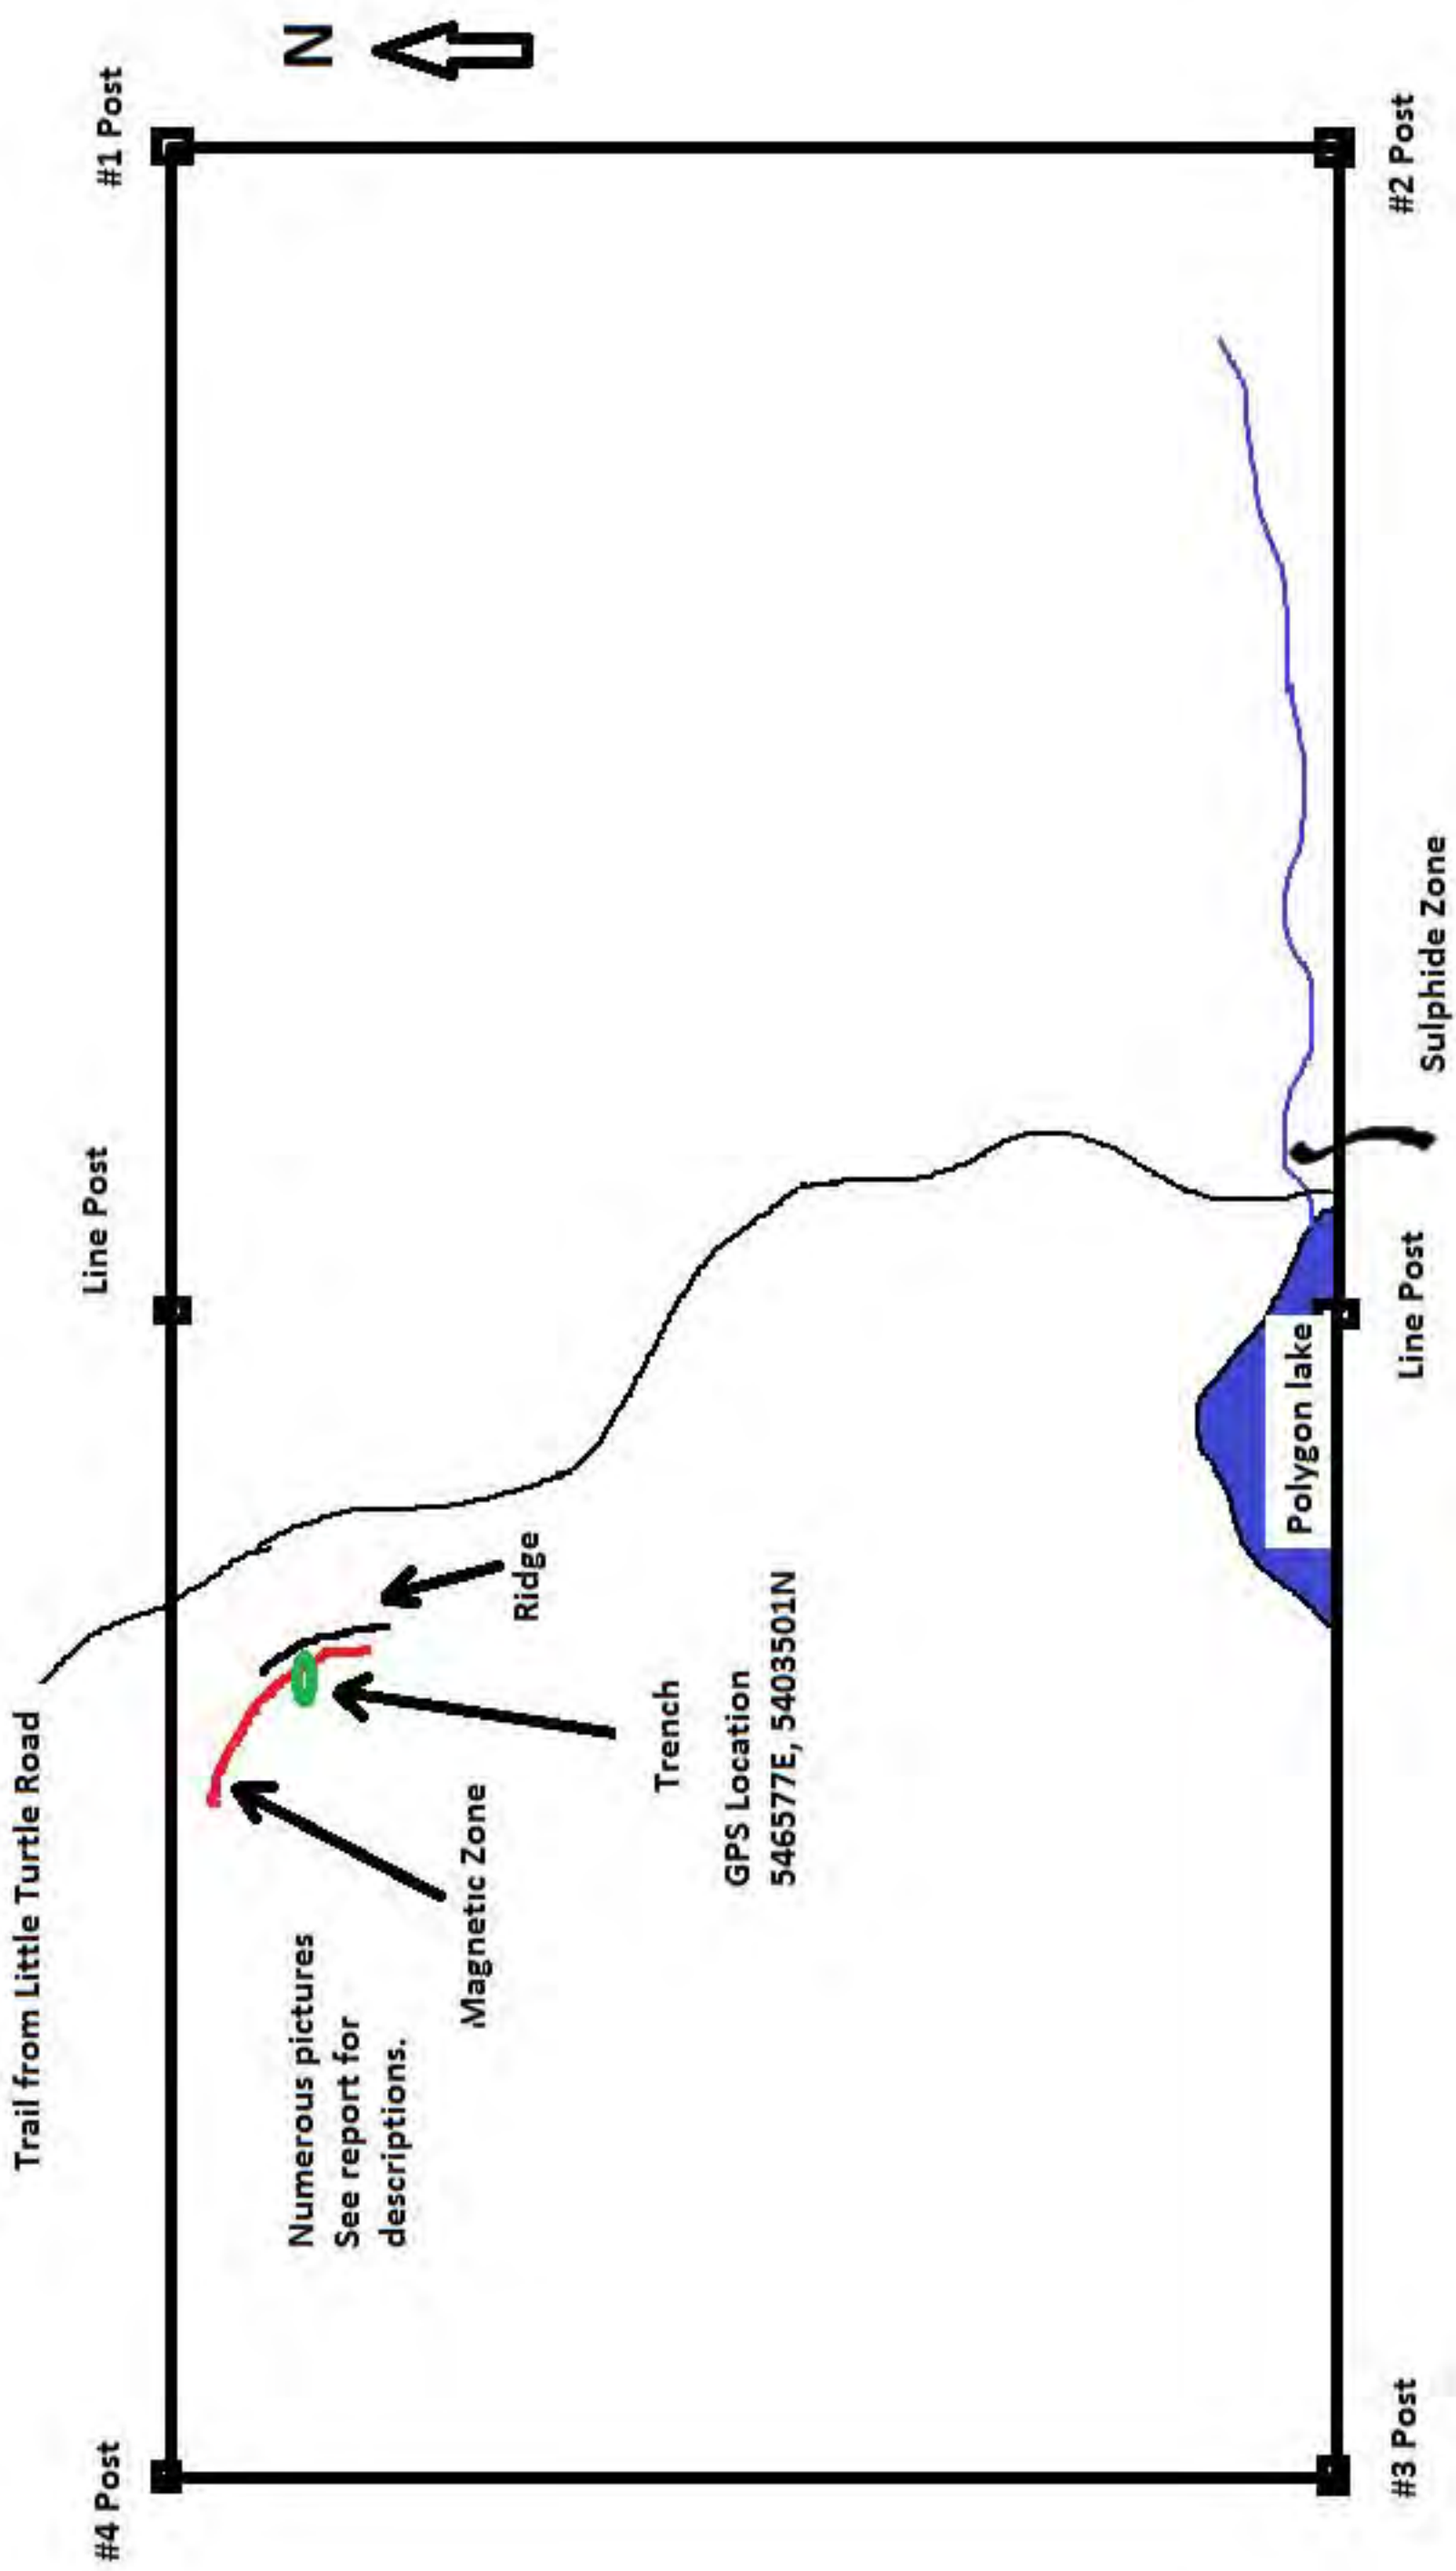 Trail from Little Turtle Road
#4 Post
Line Post
#1 Post
N
Numerous pictures
See report for
descriptions.
Magnetic Zone
Ridge
Trench
GPS Location
546577E, 5403501N
Polygon lake
#3 Post
Line Post
#2 Post
Sulphide Zone